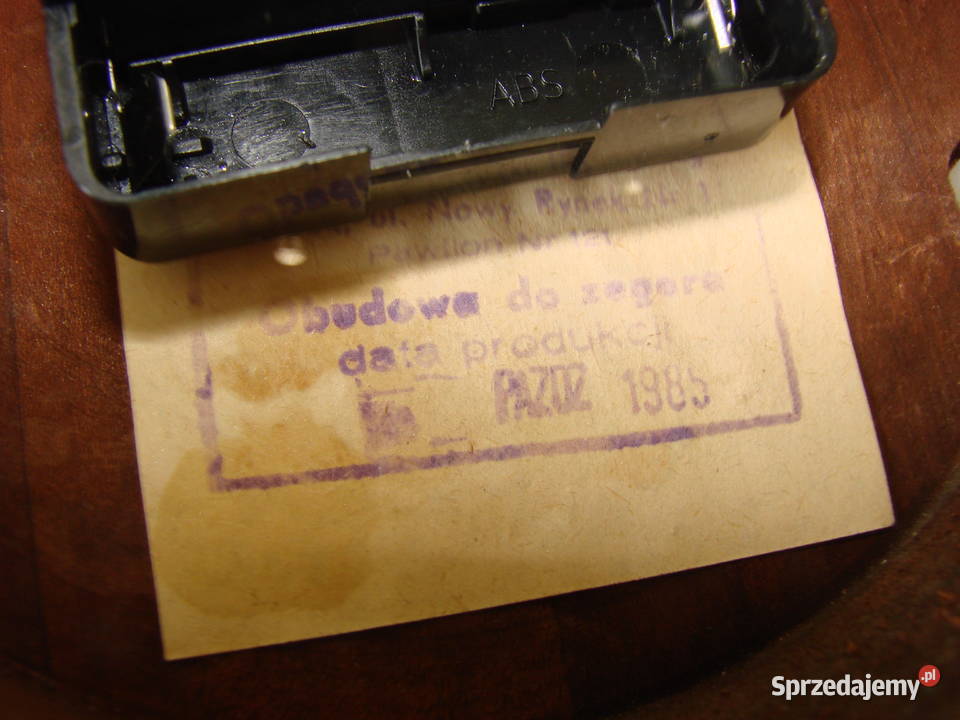 ABS
ul. Nowy Rynek
Pawilon Nr
Obudowa do zegara
data produkcji
PAZDZ 1985
Sprzedajemy.pl